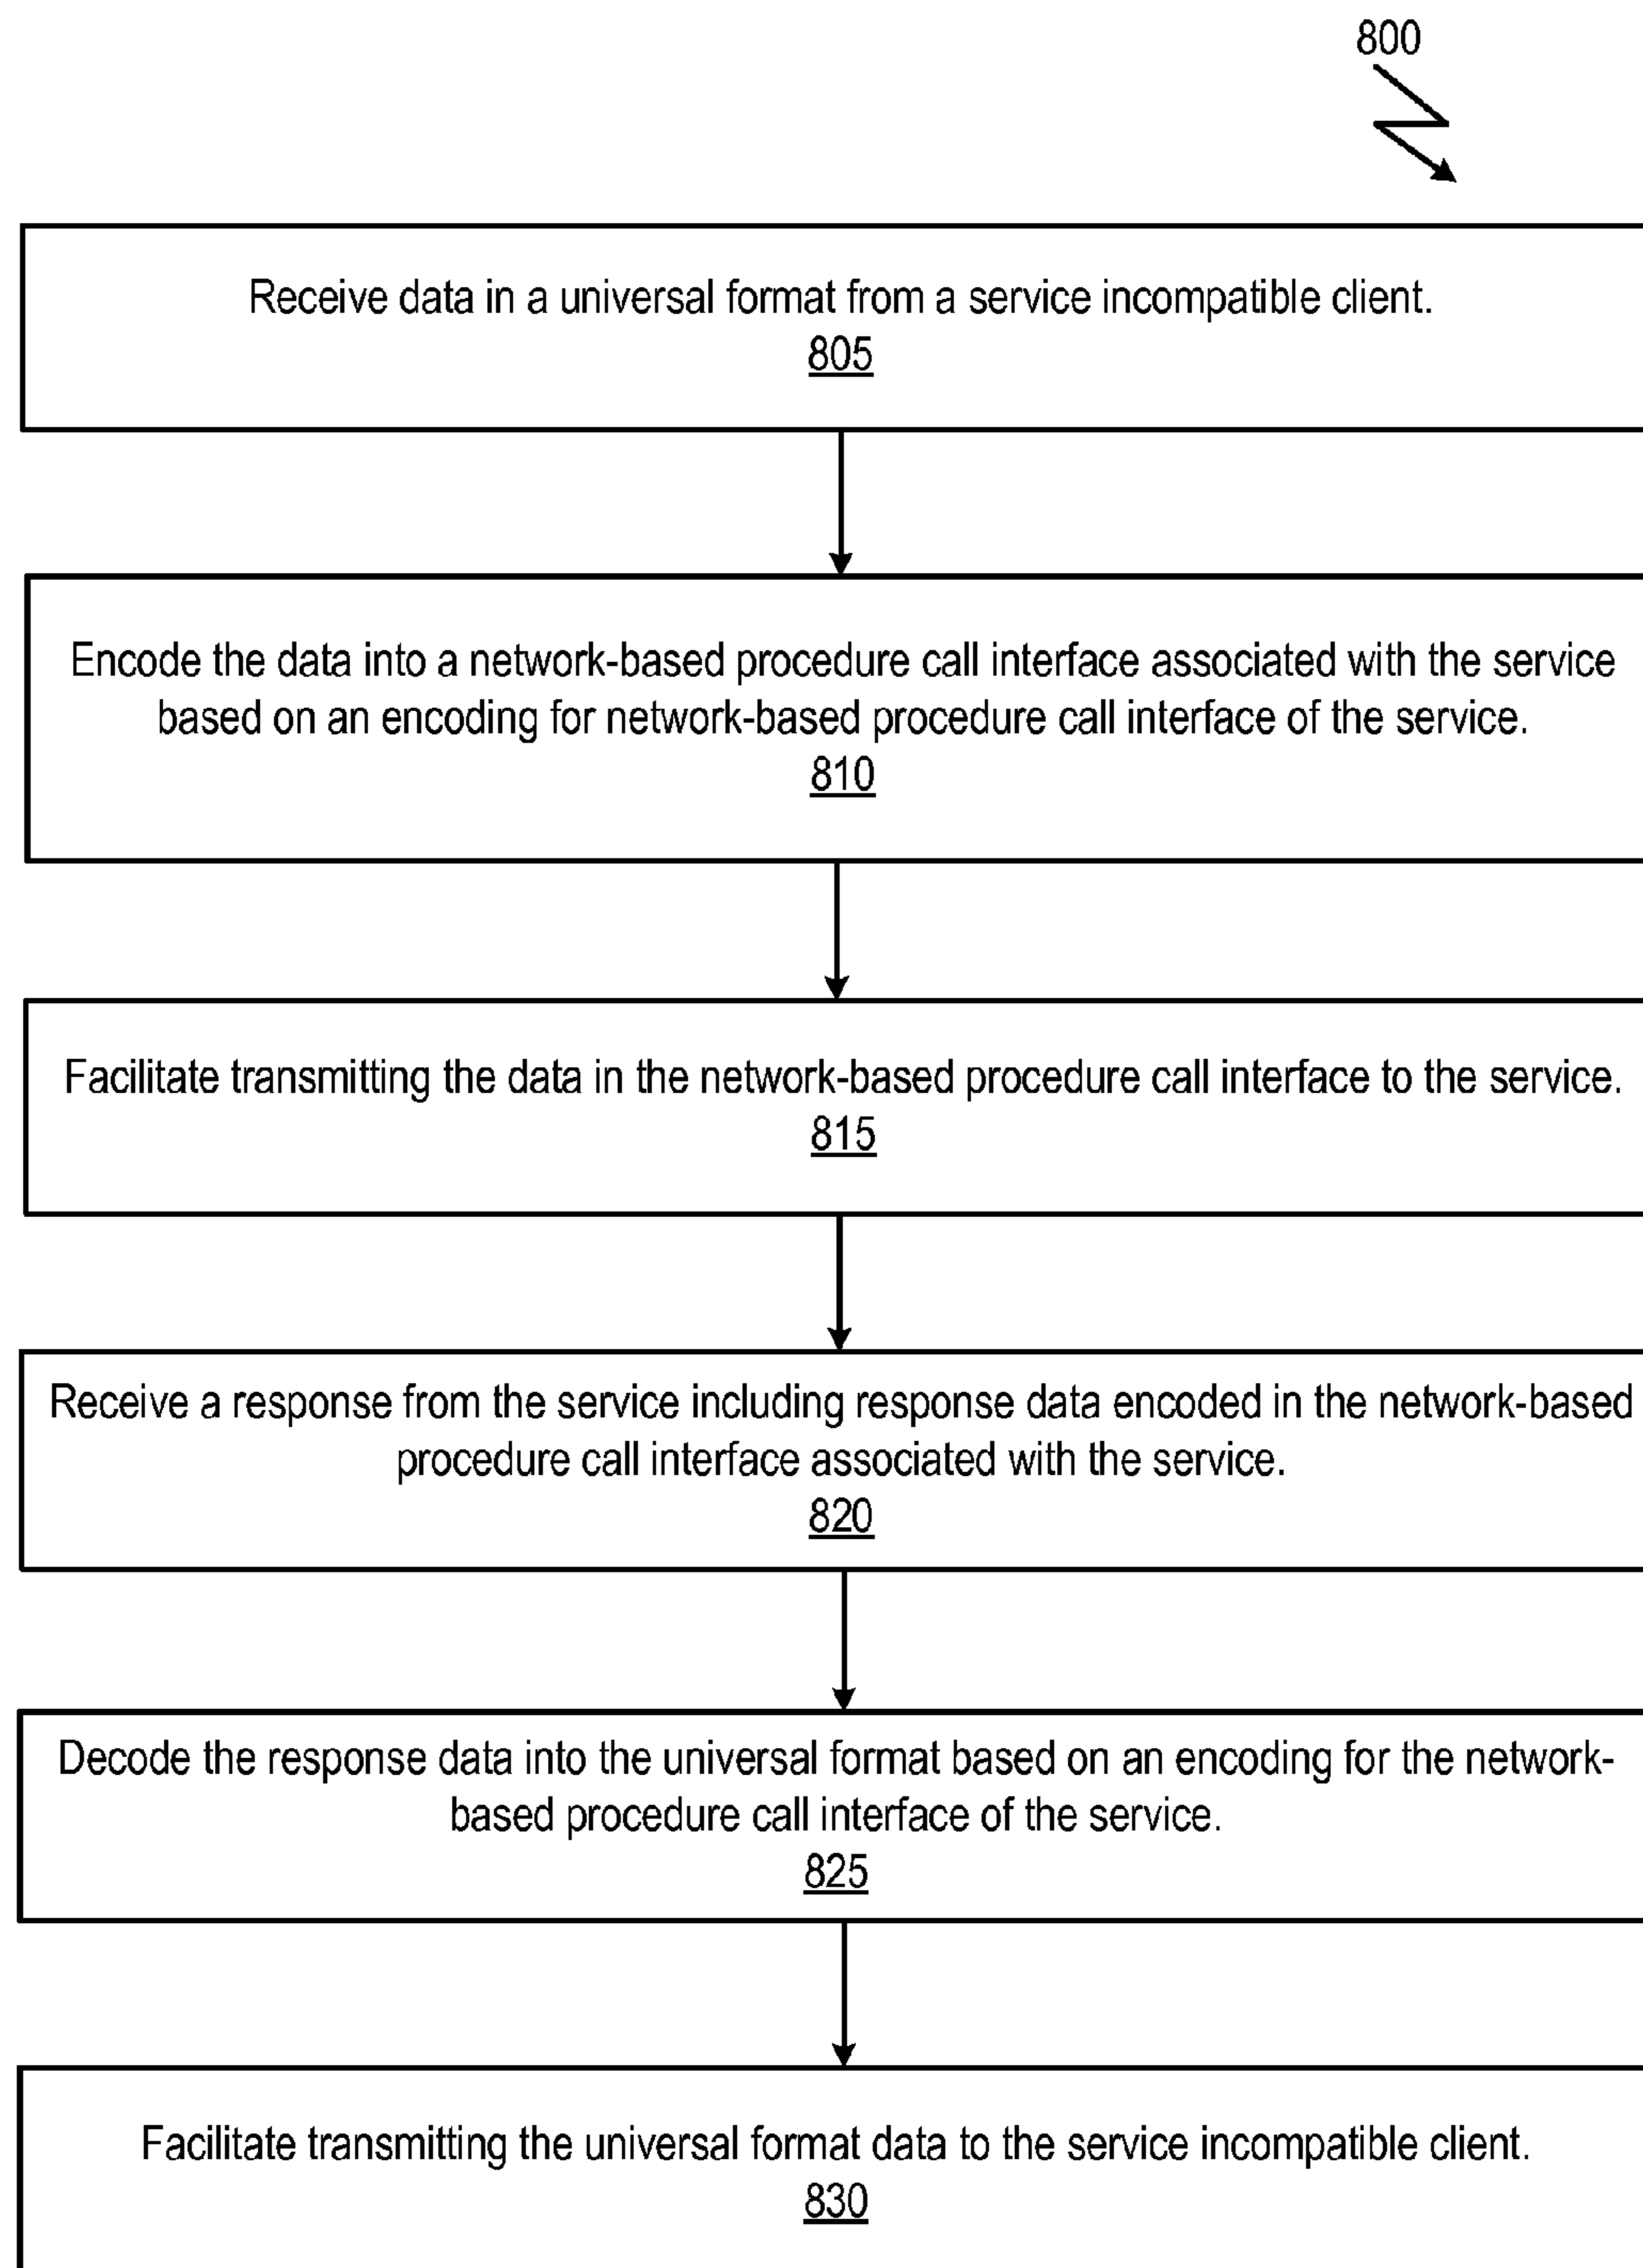 800
Receive data in a universal format from a service incompatible client.
805
Encode the data into a network-based procedure call interface associated with the service
based on an encoding for network-based procedure call interface of the service.
810
Facilitate transmitting the data in the network-based procedure call interface to the service.
815
Receive a response from the service including response data encoded in the network-based
procedure call interface associated with the service.
820
Decode the response data into the universal format based on an encoding for the network-
based procedure call interface of the service.
825
Facilitate transmitting the universal format data to the service incompatible client.
830